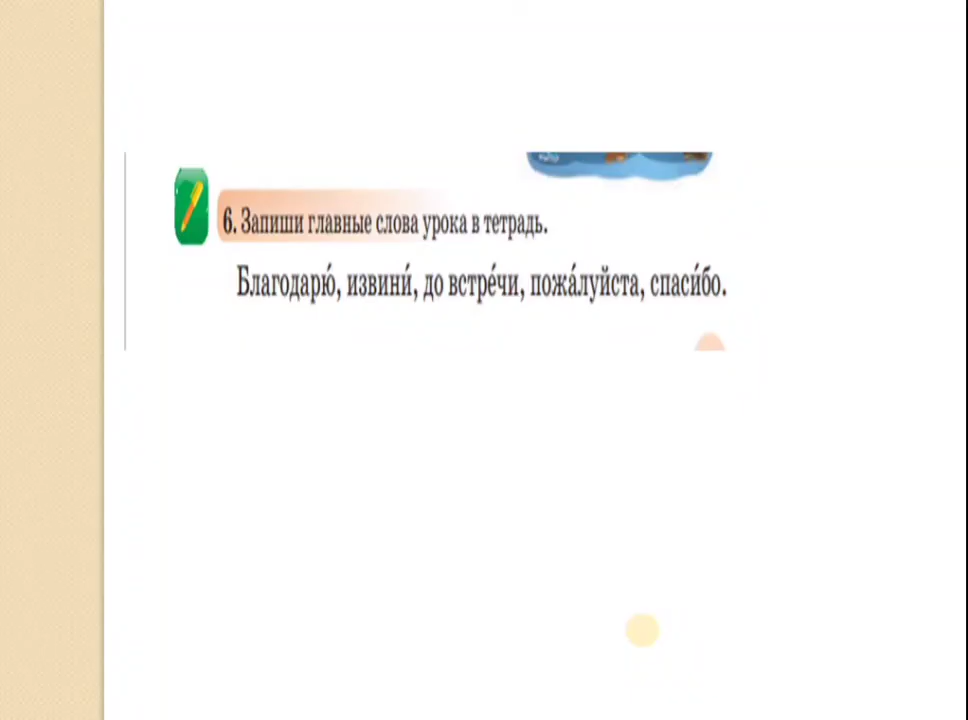 6. Запиши главные слова урока в тетрадь.
Благодарю́, извини́, до встре́чи, пожа́луйста, спаси́бо.